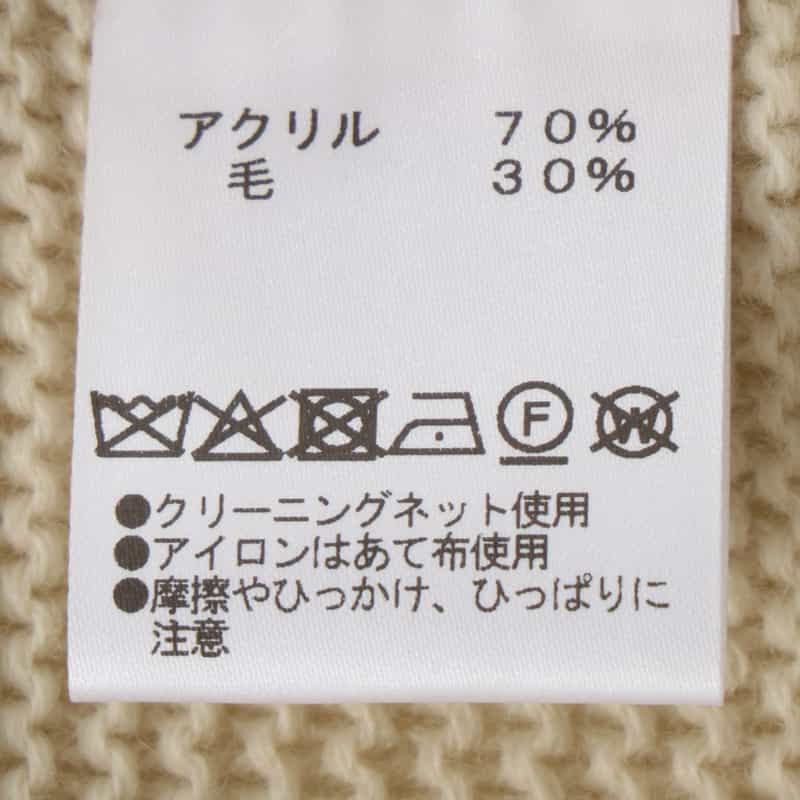 アクリル 70%
毛 30%
F W
●クリーニングネット使用
●アイロンはあて布使用
●摩擦やひっかけ、ひっぱりに
注意